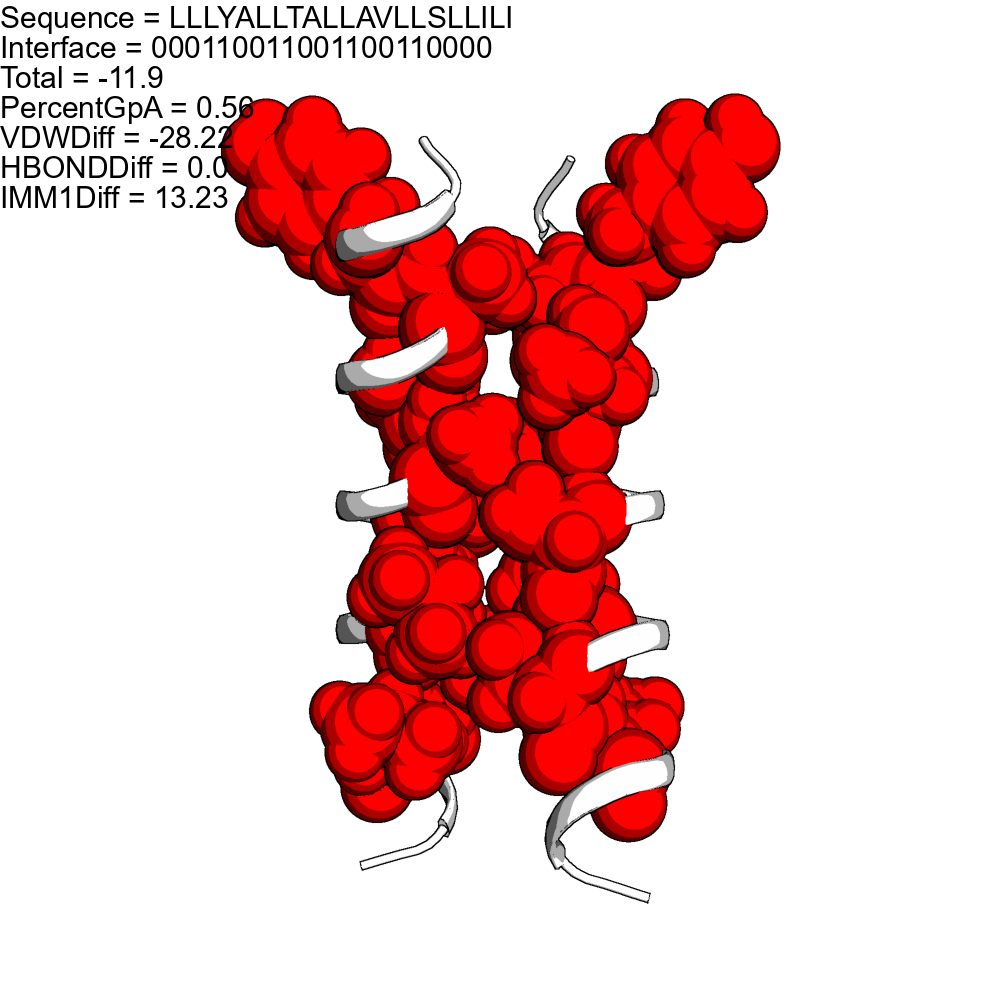 Sequence = LLLYALLTALLAVLLSLLILI
Interface = 000110011001100110000
Total = -11.9
PercentGpA = 0.56
VDWDiff = -28.22
HBONDDiff = 0.0
IMM1Diff = 13.23